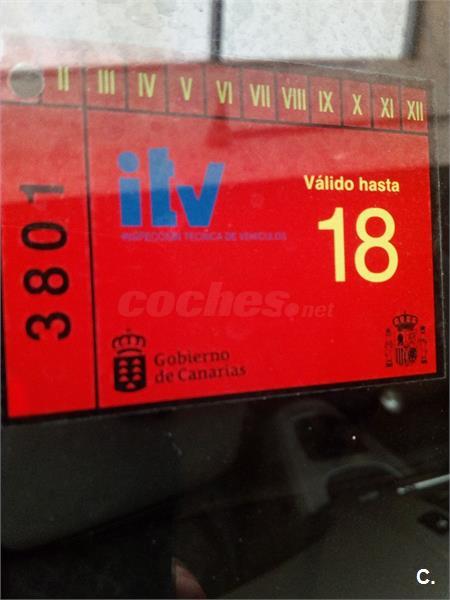 II III IV V VI VII VIII IX X XI XII
3801
itv
INSPECCIÓN TÉCNICA DE VEHÍCULOS
Válido hasta
18
coches.net
Gobierno
de Canarias
C.